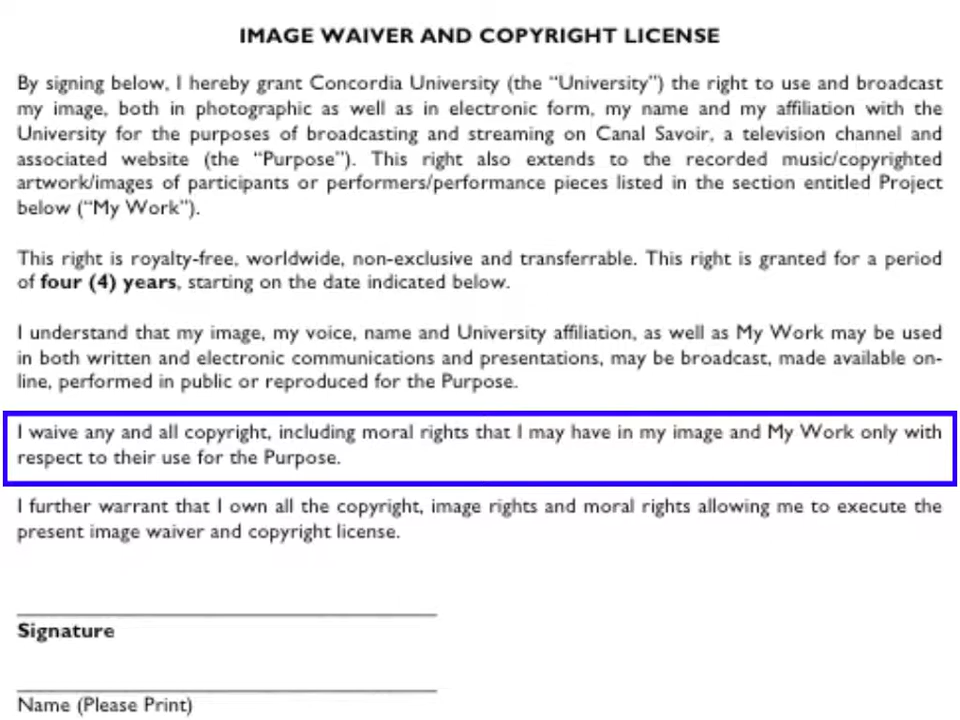 IMAGE WAIVER AND COPYRIGHT LICENSE
By signing below, I hereby grant Concordia University (the “University”) the right to use and broadcast
my image, both in photographic as well as in electronic form, my name and my affiliation with the
University for the purposes of broadcasting and streaming on Canal Savoir, a television channel and
associated website (the “Purpose”). This right also extends to the recorded music/copyrighted
artwork/images of participants or performers/performance pieces listed in the section entitled Project
below (“My Work”).
This right is royalty-free, worldwide, non-exclusive and transferrable. This right is granted for a period
of four (4) years, starting on the date indicated below.
I understand that my image, my voice, name and University affiliation, as well as My Work may be used
in both written and electronic communications and presentations, may be broadcast, made available on-
line, performed in public or reproduced for the Purpose.
I waive any and all copyright, including moral rights that I may have in my image and My Work only with
respect to their use for the Purpose.
I further warrant that I own all the copyright, image rights and moral rights allowing me to execute the
present image waiver and copyright license.
Signature
Name (Please Print)